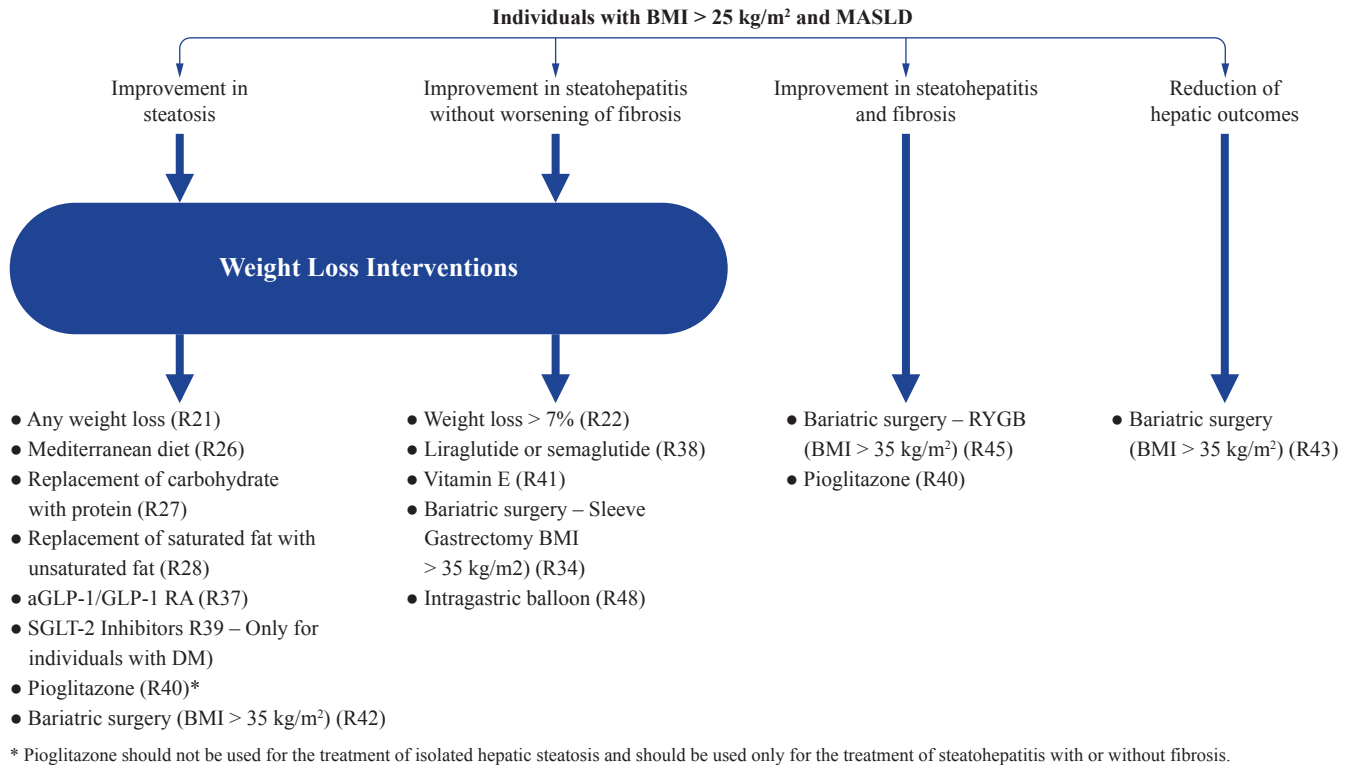 Individuals with BMI > 25 kg/m² and MASLD
Improvement in
steatosis
Improvement in steatohepatitis
without worsening of fibrosis
Improvement in steatohepatitis
and fibrosis
Reduction of
hepatic outcomes
Weight Loss Interventions
● Any weight loss (R21)
● Mediterranean diet (R26)
● Replacement of carbohydrate
with protein (R27)
● Replacement of saturated fat with
unsaturated fat (R28)
● aGLP-1/GLP-1 RA (R37)
● SGLT-2 Inhibitors R39 – Only for
individuals with DM)
● Pioglitazone (R40)*
● Bariatric surgery (BMI > 35 kg/m²) (R42)
● Weight loss > 7% (R22)
● Liraglutide or semaglutide (R38)
● Vitamin E (R41)
● Bariatric surgery – Sleeve
Gastrectomy BMI
> 35 kg/m2) (R34)
● Intragastric balloon (R48)
● Bariatric surgery – RYGB
(BMI > 35 kg/m²) (R45)
● Pioglitazone (R40)
● Bariatric surgery
(BMI > 35 kg/m²) (R43)
* Pioglitazone should not be used for the treatment of isolated hepatic steatosis and should be used only for the treatment of steatohepatitis with or without fibrosis.